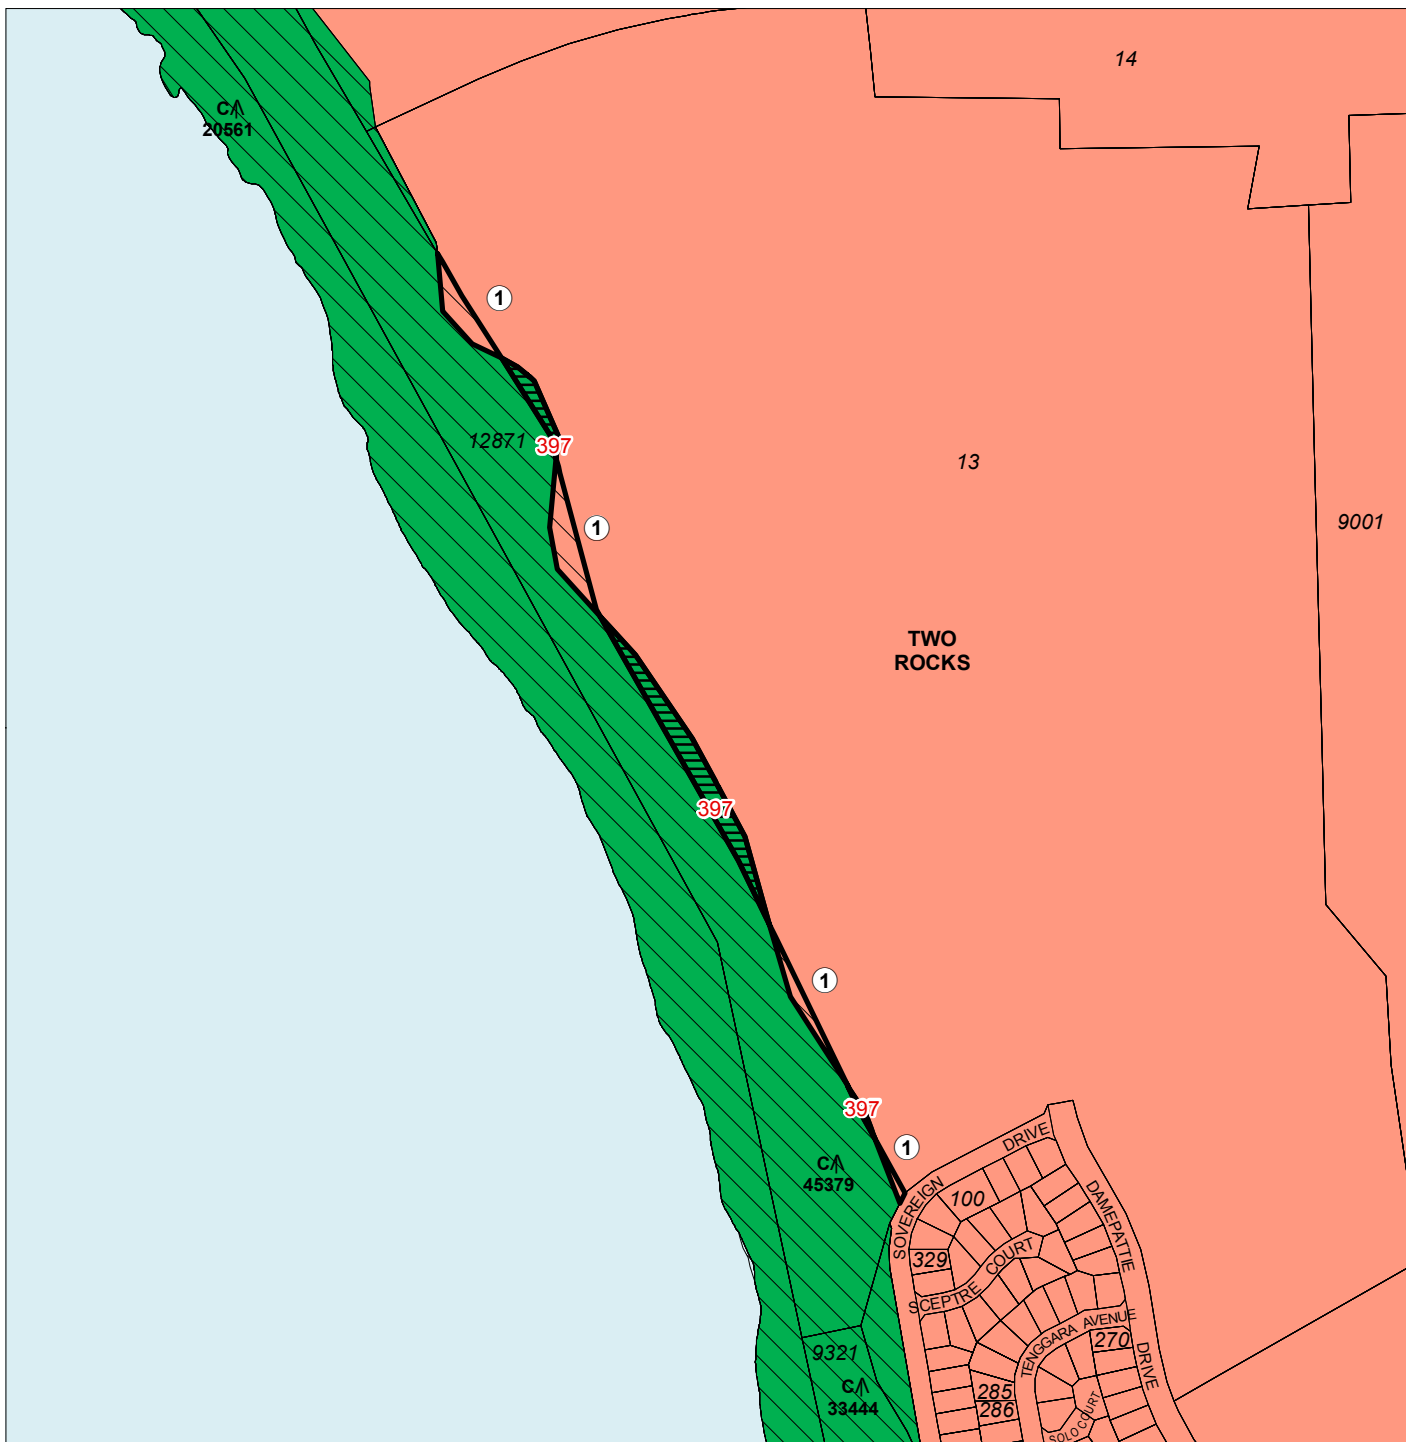 14
C
20561
1
12871
397
13
9001
1
TWO
ROCKS
397
1
397
1
C
45379
SOVEREIGN DRIVE
100
DAMEPATTIE DRIVE
329
SCEPTRE COURT
TENGGARA AVENUE
270
9321
C
33444
285
286
SOLO COURT